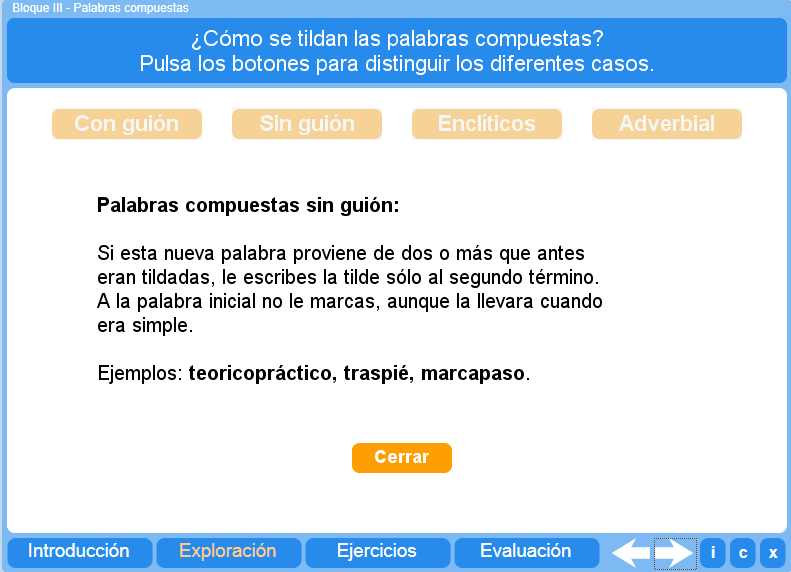 Bloque III - Palabras compuestas
¿Cómo se tildan las palabras compuestas?
Pulsa los botones para distinguir los diferentes casos.
Con guión
Sin guión
Enclíticos
Adverbial
Palabras compuestas sin guión:
Si esta nueva palabra proviene de dos o más que antes
eran tildadas, le escribes la tilde sólo al segundo término.
A la palabra inicial no le marcas, aunque la llevara cuando
era simple.
Ejemplos: teoricopráctico, traspié, marcapaso.
Cerrar
Introducción
Exploración
Ejercicios
Evaluación
i
c
x